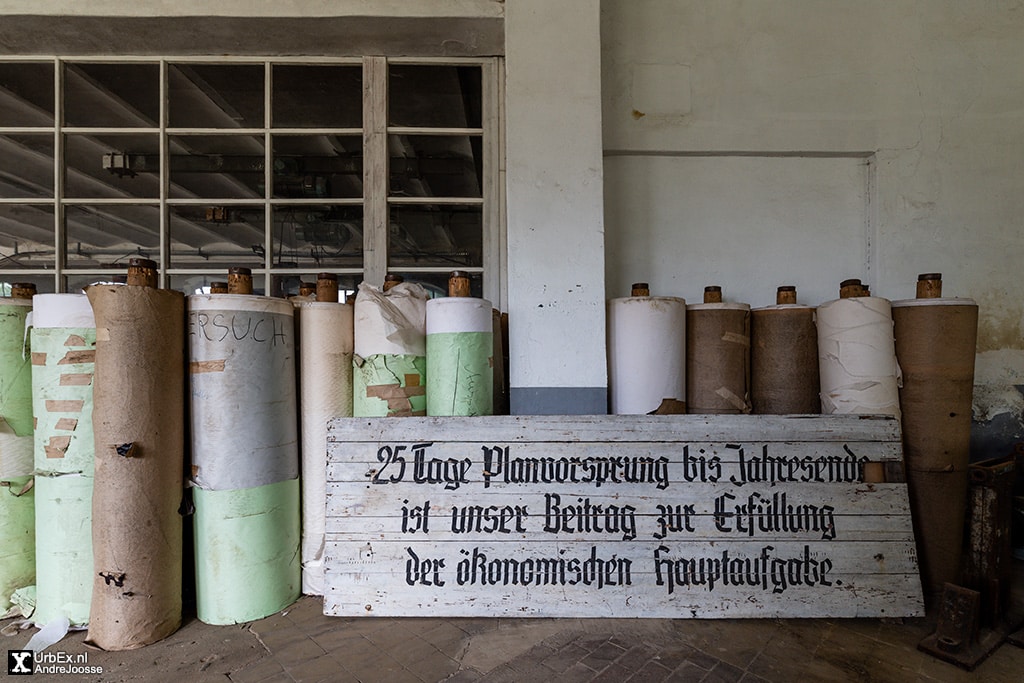 ERSUCH
25 Tage Planvorsprung bis Jahresende
ist unser Beitrag zur Erfüllung
der ökonomischen Hauptaufgabe.
X UrbEx.nl
AndreJoosse